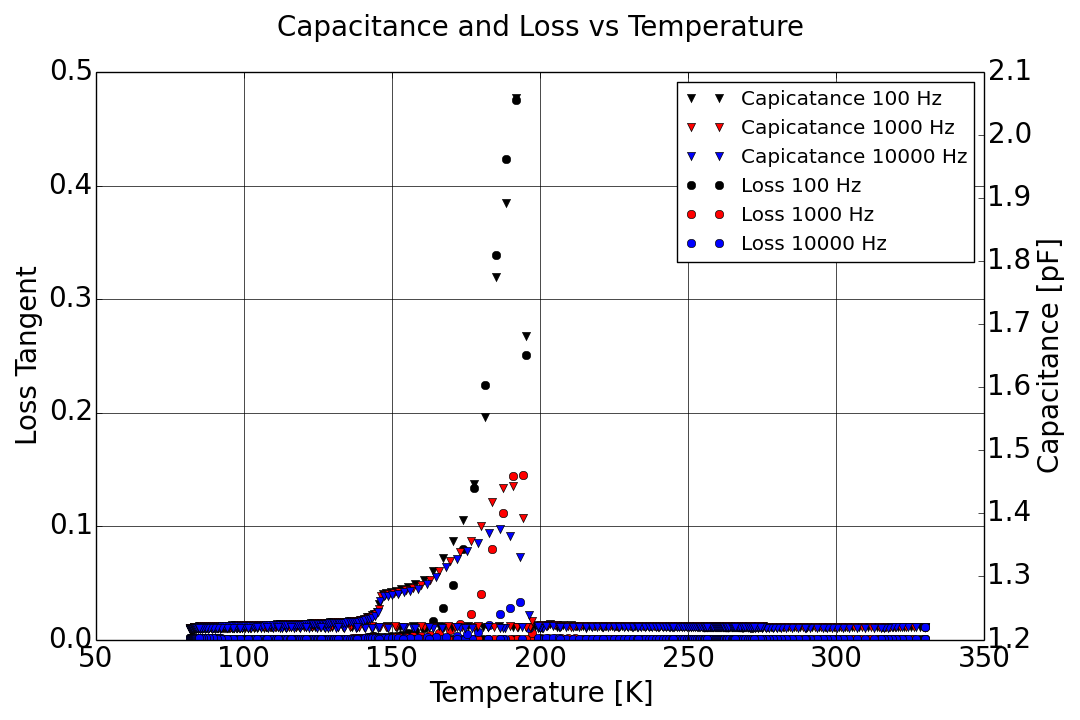 Capacitance and Loss vs Temperature
0.5
0.4
0.3
0.2
0.1
0.0
Loss Tangent
2.1
2.0
1.9
1.8
1.7
1.6
1.5
1.4
1.3
1.2
Capacitance [pF]
Capicatance 100 Hz
Capicatance 1000 Hz
Capicatance 10000 Hz
Loss 100 Hz
Loss 1000 Hz
Loss 10000 Hz
50 100 150 200 250 300 350
Temperature [K]